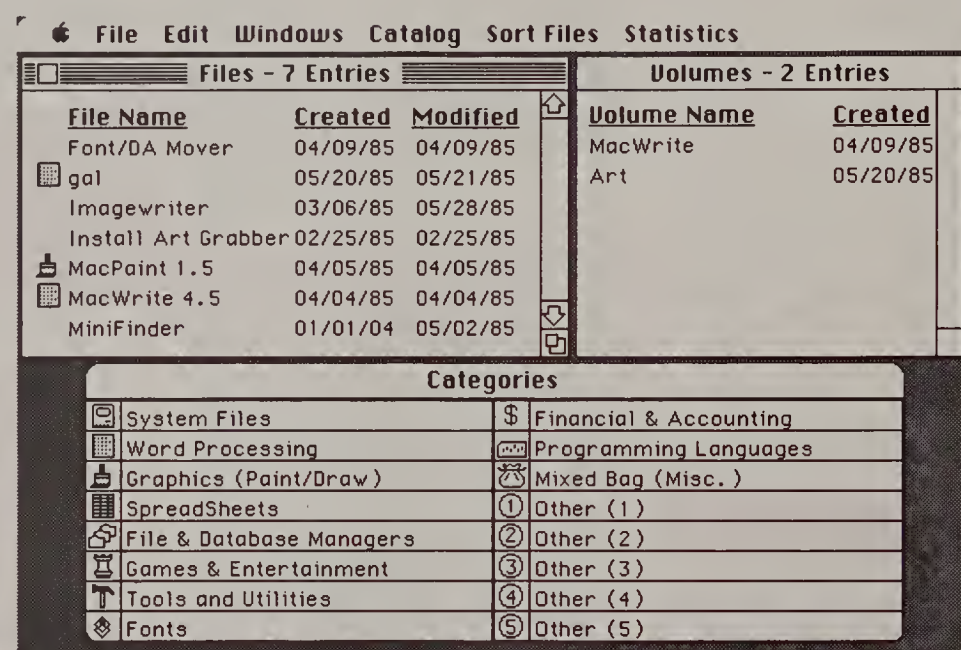 File Edit Windows Catalog Sort Files Statistics
Files - 7 Entries
File Name Created Modified
Font/DA Mover 04/09/85 04/09/85
gal 05/20/85 05/21/85
Imagewriter 03/06/85 05/28/85
Install Art Grabber 02/25/85 02/25/85
MacPaint 1.5 04/05/85 04/05/85
MacWrite 4.5 04/04/85 04/04/85
MiniFinder 01/01/04 05/02/85
Volumes - 2 Entries
Volume Name Created
MacWrite 04/09/85
Art 05/20/85
Categories
System Files
Word Processing
Graphics (Paint/Draw)
SpreadSheets
File & Database Managers
Games & Entertainment
Tools and Utilities
Fonts
$ Financial & Accounting
Programming Languages
Mixed Bag (Misc.)
1 Other (1)
2 Other (2)
3 Other (3)
4 Other (4)
5 Other (5)